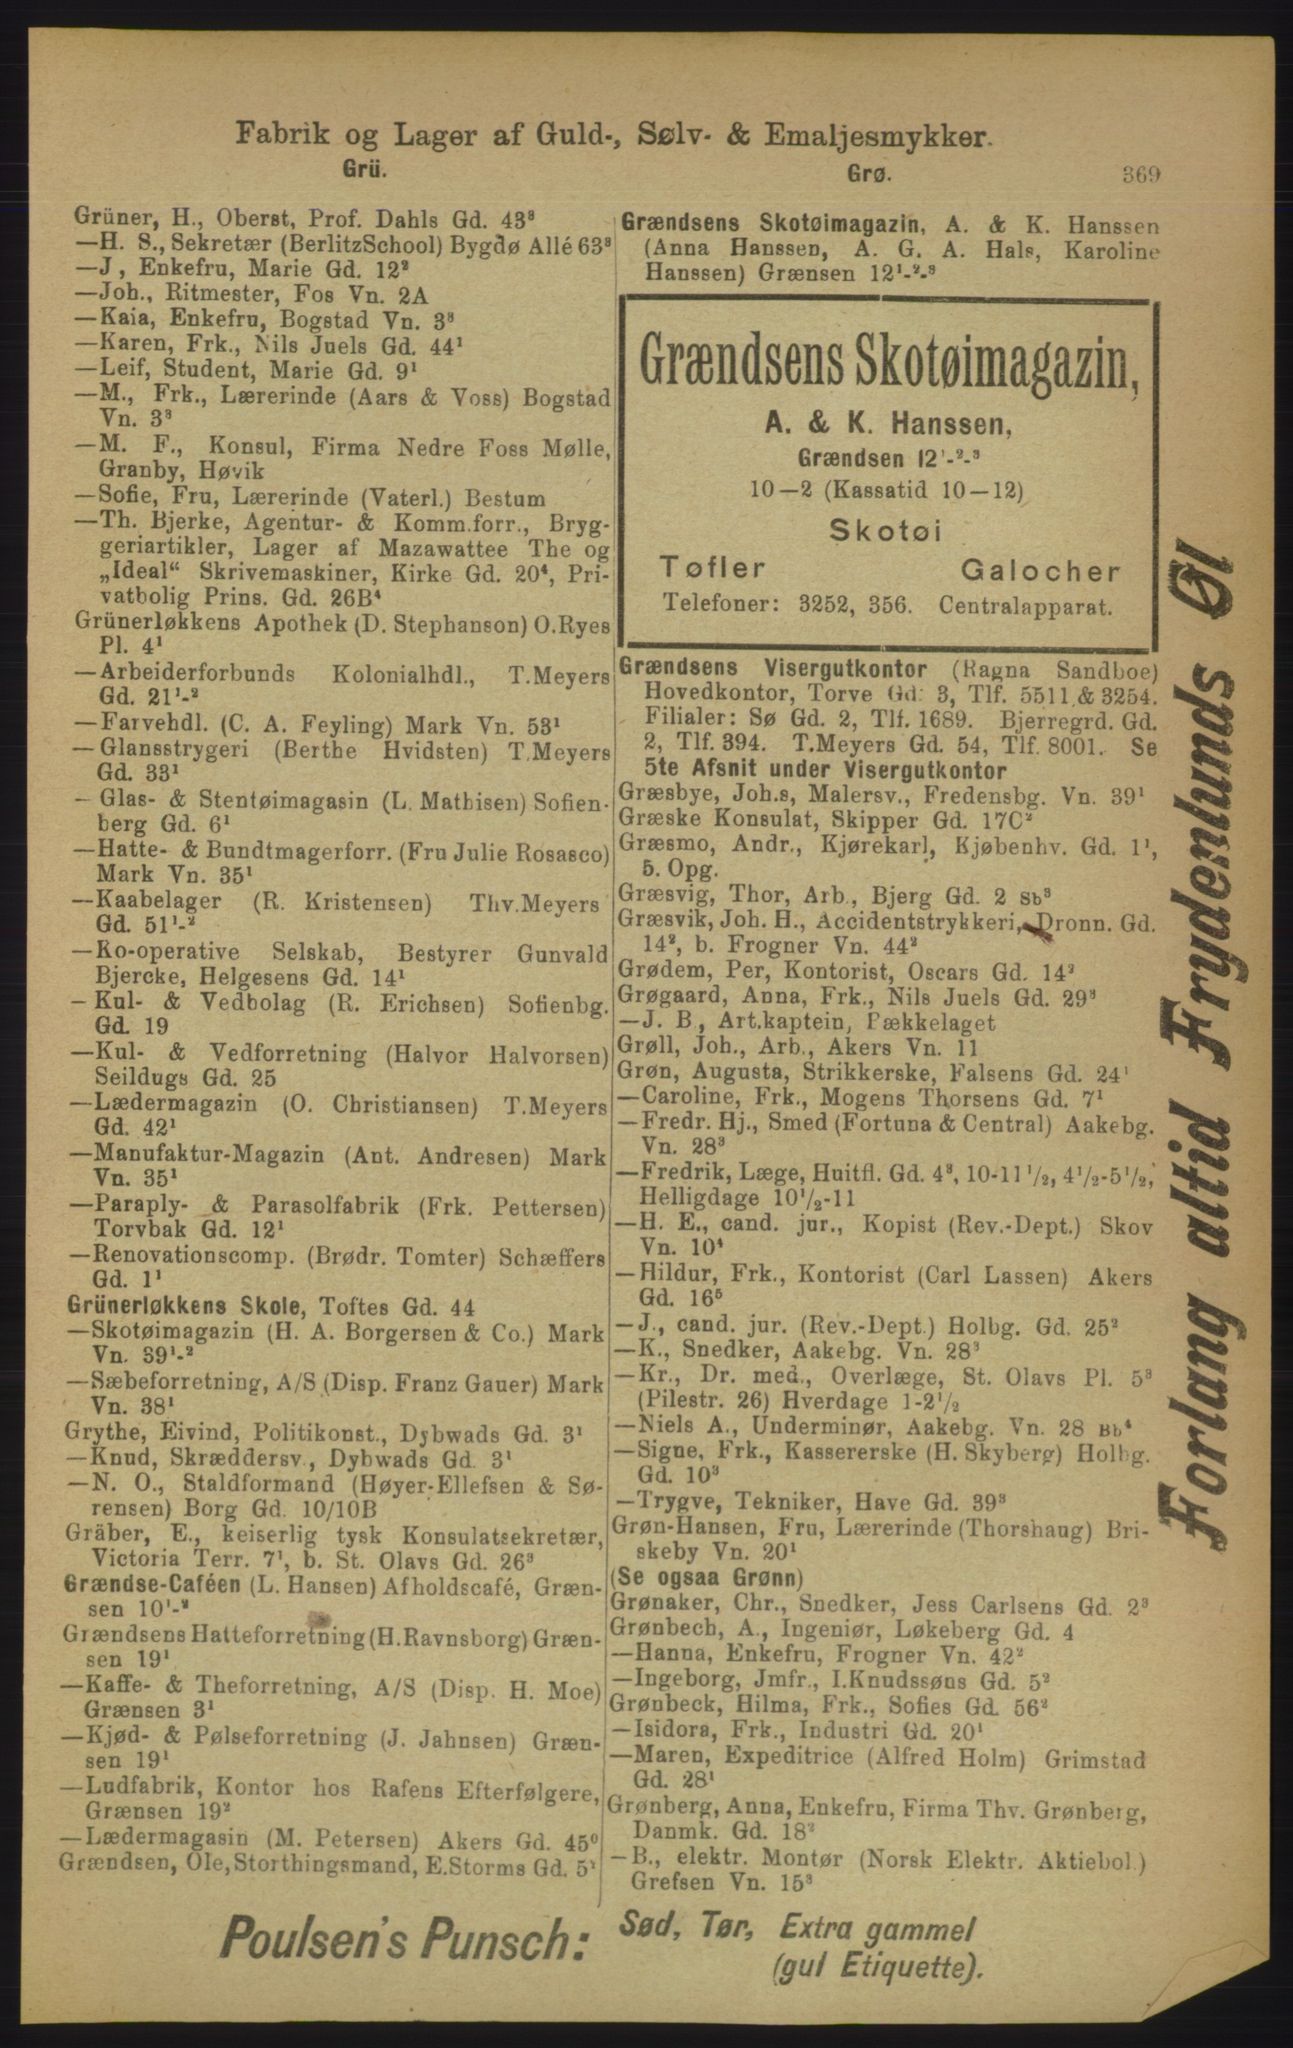 Fabrik og Lager af Guld-, Sølv- & Emaljesmykker.
Grü.
Grø.
369
Grüner, H., Oberst, Prof. Dahls Gd. 43³
—H. S., Sekretær (BerlitzSchool) Bygdø Allé 63³
—J, Enkefru, Marie Gd. 12²
—Joh., Ritmester, Fos Vn. 2A
—Kaia, Enkefru, Bogstad Vn. 3³
—Karen, Frk., Nils Juels Gd. 44¹
—Leif, Student, Marie Gd. 9¹
—M., Frk., Lærerinde (Aars & Voss) Bogstad
Vn. 3³
—M. F., Konsul, Firma Nedre Foss Mølle,
Granby, Høvik
—Sofie, Fru, Lærerinde (Vaterl.) Bestum
—Th. Bjerke, Agentur- & Komm.forr., Bryg-
geriartikler, Lager af Mazawattee The og
„Ideal“ Skrivemaskiner, Kirke Gd. 20⁴, Pri-
vatbolig Prins. Gd. 26B⁴
Grünerløkkens Apothek (D. Stephanson) O.Ryes
Pl. 4¹
—Arbeiderforbunds Kolonialhdl., T.Meyers
Gd. 21¹-²
—Farvehdl. (C. A. Feyling) Mark Vn. 53¹
—Glansstrygeri (Berthe Hvidsten) T.Meyers
Gd. 33¹
—Glas- & Stentøimagasin (L. Mathisen) Sofien-
berg Gd. 6¹
—Hatte- & Bundtmagerforr. (Fru Julie Rosasco)
Mark Vn. 35¹
—Kaabelager (R. Kristensen) Thv.Meyers
Gd. 51¹-²
—Ko-operative Selskab, Bestyrer Gunvald
Bjercke, Helgesens Gd. 14¹
—Kul- & Vedbolag (R. Erichsen) Sofienbg.
Gd. 19
—Kul- & Vedforretning (Halvor Halvorsen)
Seildugs Gd. 25
—Lædermagazin (O. Christiansen) T.Meyers
Gd. 42¹
—Manufaktur-Magazin (Ant. Andresen) Mark
Vn. 35¹
—Paraply- & Parasolfabrik (Frk. Pettersen)
Torvbak Gd. 12¹
—Renovationscomp. (Brødr. Tomter) Schæffers
Gd. 1¹
Grünerløkkens Skole, Toftes Gd. 44
—Skotøimagazin (H. A. Borgersen & Co.) Mark
Vn. 39¹-²
—Sæbeforretning, A/S (Disp. Franz Gauer) Mark
Vn. 38¹
Grythe, Eivind, Politikonst., Dybwads Gd. 3¹
—Knud, Skræddersv., Dybwads Gd. 3¹
—N. O., Staldformand (Høyer-Ellefsen & Sø-
rensen) Borg Gd. 10/10B
Gräber, E., keiserlig tysk Konsulatsekretær,
Victoria Terr. 7¹, b. St. Olavs Gd. 26³
Grændse-Caféen (L. Hansen) Afholdscafé, Græn-
sen 10¹-²
Grændsens Hatteforretning (H.Ravnsborg) Græn-
sen 19¹
—Kaffe- & Theforretning, A/S (Disp. H. Moe)
Grænsen 3¹
—Kjød- & Pølseforretning (J. Jahnsen) Græn-
sen 19¹
—Ludfabrik, Kontor hos Rafens Efterfølgere,
Grænsen 19²
—Lædermagasin (M. Petersen) Akers Gd. 45⁰
Grændsen, Ole, Storthingsmand, E.Storms Gd. 5¹
Grændsens Skotøimagazin, A. & K. Hanssen
(Anna Hanssen, A. G. A. Hals, Karoline
Hanssen) Grænsen 12¹-²-³
Grændsens Skotøimagazin,
A. & K. Hanssen,
Grændsen 12¹-²-³
10—2 (Kassatid 10—12)
Skotøi
Tøfler Galocher
Telefoner: 3252, 356. Centralapparat.
Grændsens Visergutkontor (Ragna Sandboe)
Hovedkontor, Torve Gd. 3, Tlf. 5511 & 3254.
Filialer: Sø Gd. 2, Tlf. 1689. Bjerregrd. Gd.
2, Tlf. 394. T.Meyers Gd. 54, Tlf. 8001. Se
5te Afsnit under Visergutkontor
Græsbye, Joh.s, Malersv., Fredensbg. Vn. 39¹
Græske Konsulat, Skipper Gd. 17C²
Græsmo, Andr., Kjørekarl, Kjøbenhv. Gd. 1¹,
5. Opg.
Græsvig, Thor, Arb., Bjerg Gd. 2 Sb³
Græsvik, Joh. H., Accidentstrykkeri, Dronn. Gd.
14², b. Frogner Vn. 44²
Grødem, Per, Kontorist, Oscars Gd. 14³
Grøgaard, Anna, Frk., Nils Juels Gd. 29³
—J. B, Art.kaptein, Pækkelaget
Grøll, Joh., Arb., Akers Vn. 11
Grøn, Augusta, Strikkerske, Falsens Gd. 24¹
—Caroline, Frk., Mogens Thorsens Gd. 7¹
—Fredr. Hj., Smed (Fortuna & Central) Aakebg.
Vn. 28³
—Fredrik, Læge, Huitfl. Gd. 4³, 10-11½, 4½-5½,
Helligdage 10½-11
—H. E., cand. jur., Kopist (Rev.-Dept.) Skov
Vn. 10⁴
—Hildur, Frk., Kontorist (Carl Lassen) Akers
Gd. 16⁵
—J., cand. jur. (Rev.-Dept.) Holbg. Gd. 25²
—K., Snedker, Aakebg. Vn. 28³
—Kr., Dr. med., Overlæge, St. Olavs Pl. 5³
(Pilestr. 26) Hverdage 1-2½
—Niels A., Underminør, Aakebg. Vn. 28 Bb⁴
—Signe, Frk., Kassererske (H. Skyberg) Holbg.
Gd. 10³
—Trygve, Tekniker, Have Gd. 39³
Grøn-Hansen, Fru, Lærerinde (Thorshaug) Bri-
skeby Vn. 20¹
(Se ogsaa Grønn)
Grønaker, Chr., Snedker, Jess Carlsens Gd. 2³
Grønbech, A., Ingeniør, Løkeberg Gd. 4
—Hanna, Enkefru, Frogner Vn. 42²
—Ingeborg, Jmfr., I.Knudssøns Gd. 5²
Grønbeck, Hilma, Frk., Sofies Gd. 56²
—Isidora, Frk., Industri Gd. 20¹
—Maren, Expeditrice (Alfred Holm) Grimstad
Gd. 28¹
Grønberg, Anna, Enkefru, Firma Thv. Grønberg,
Danmk. Gd. 18²
—B., elektr. Montør (Norsk Elektr. Aktiebol.)
Grefsen Vn. 15³
Forlang altid Frydenlunds Øl
Poulsen's Punsch: Sød, Tør, Extra gammel
(gul Etiquette).